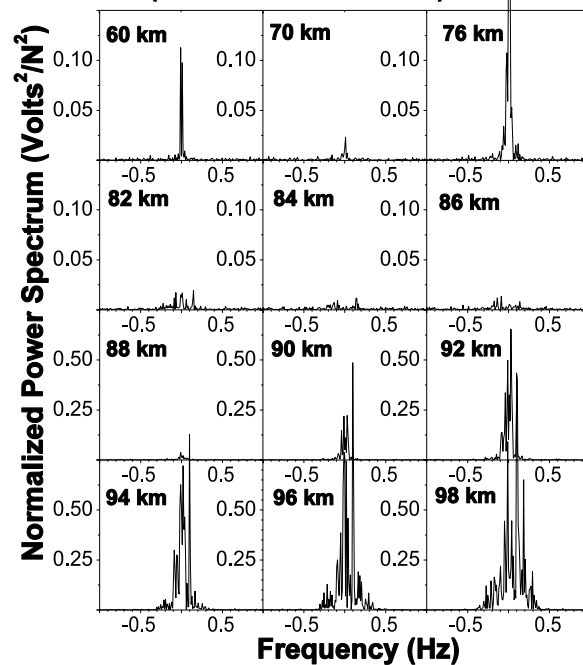 Normalized Power Spectrum (Volts²/N²)
60 km 70 km 76 km
0.10 0.10 0.10
0.05 0.05 0.05
-0.5 0.5 -0.5 0.5 -0.5 0.5
82 km 84 km 86 km
0.10 0.10 0.10
0.05 0.05 0.05
-0.5 0.5 -0.5 0.5 -0.5 0.5
88 km 90 km 92 km
0.50 0.50 0.50
0.25 0.25 0.25
-0.5 0.5 -0.5 0.5 -0.5 0.5
94 km 96 km 98 km
0.50 0.50 0.50
0.25 0.25 0.25
-0.5 0.5 -0.5 0.5 -0.5 0.5
Frequency (Hz)